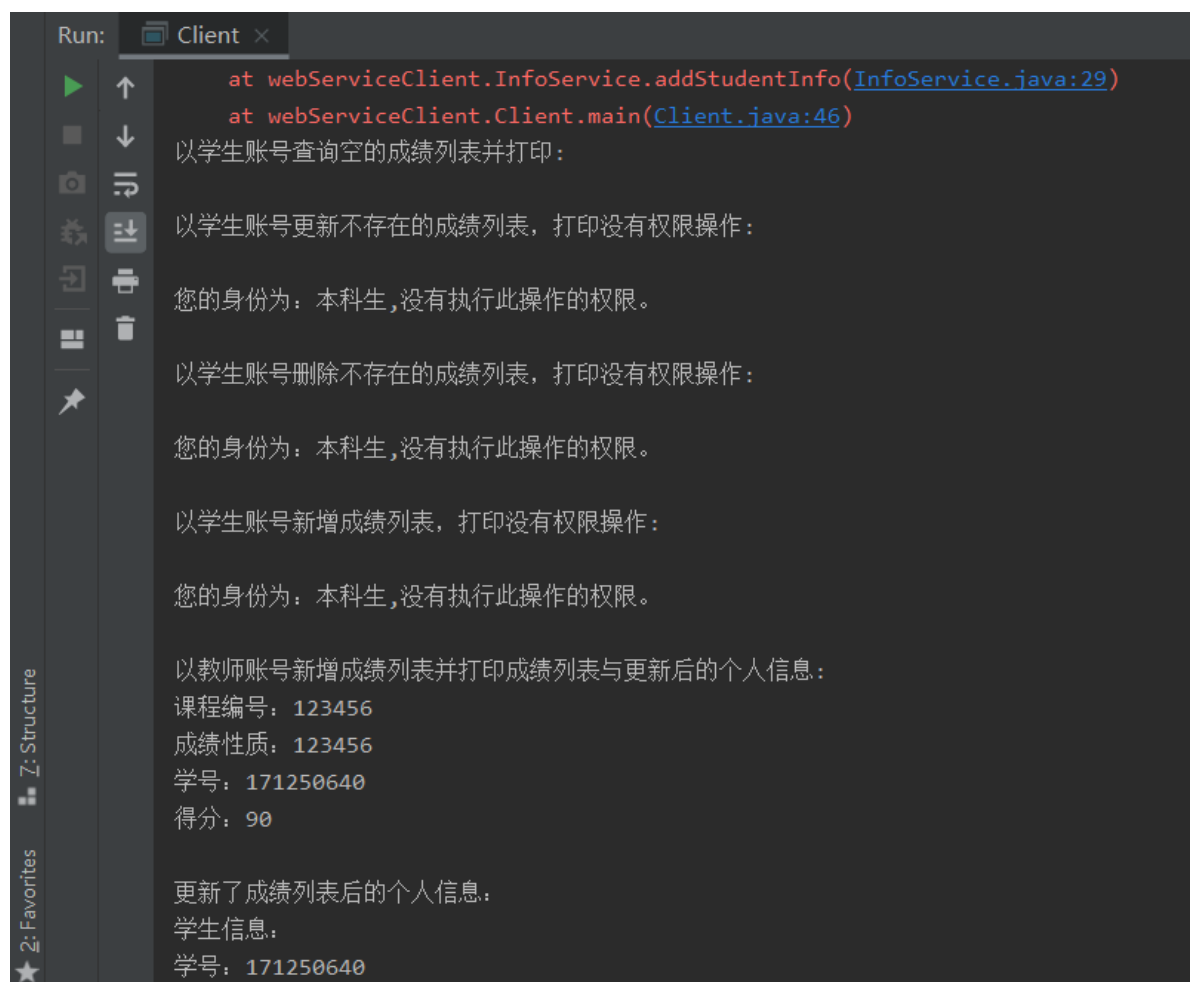 Run: Client ×
at webServiceClient.InfoService.addStudentInfo(InfoService.java:29)
at webServiceClient.Client.main(Client.java:46)
以学生账号查询空的成绩列表并打印:
以学生账号更新不存在的成绩列表，打印没有权限操作:
您的身份为：本科生,没有执行此操作的权限。
以学生账号删除不存在的成绩列表，打印没有权限操作:
您的身份为：本科生,没有执行此操作的权限。
以学生账号新增成绩列表，打印没有权限操作:
您的身份为：本科生,没有执行此操作的权限。
以教师账号新增成绩列表并打印成绩列表与更新后的个人信息:
课程编号：123456
成绩性质：123456
学号：171250640
得分：90
更新了成绩列表后的个人信息：
学生信息：
学号：171250640
Z: Structure
2: Favorites